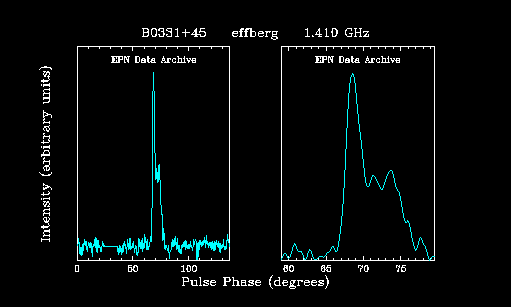 B0331+45 effberg 1.410 GHz
EPN Data Archive
EPN Data Archive
Intensity (arbitrary units)
0 50 100
60 65 70 75
Pulse Phase (degrees)